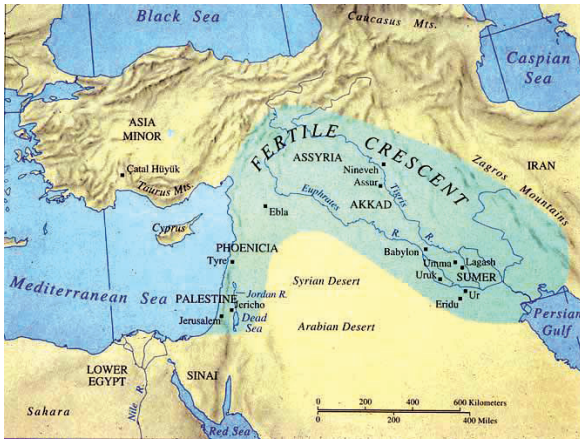 Black Sea
Caucasus Mts.
Caspian
Sea
ASIA
MINOR
Çatal Hüyük
Taurus Mts.
FERTILE CRESCENT
ASSYRIA
Nineveh
Assur
Tigris
R.
AKKAD
Euphrates
R.
Zagros Mountains
IRAN
Cyprus
Ebla
PHOENICIA
Tyre
Babylon
Umma
Lagash
Uruk
SUMER
Ur
Eridu
Mediterranean Sea
Syrian Desert
Jordan R.
PALESTINE
Jericho
Jerusalem
Dead
Sea
Arabian Desert
Persian
Gulf
LOWER
EGYPT
SINAI
Nile R.
Sahara
Red Sea
0 200 400 600 Kilometers
0 200 400 Miles